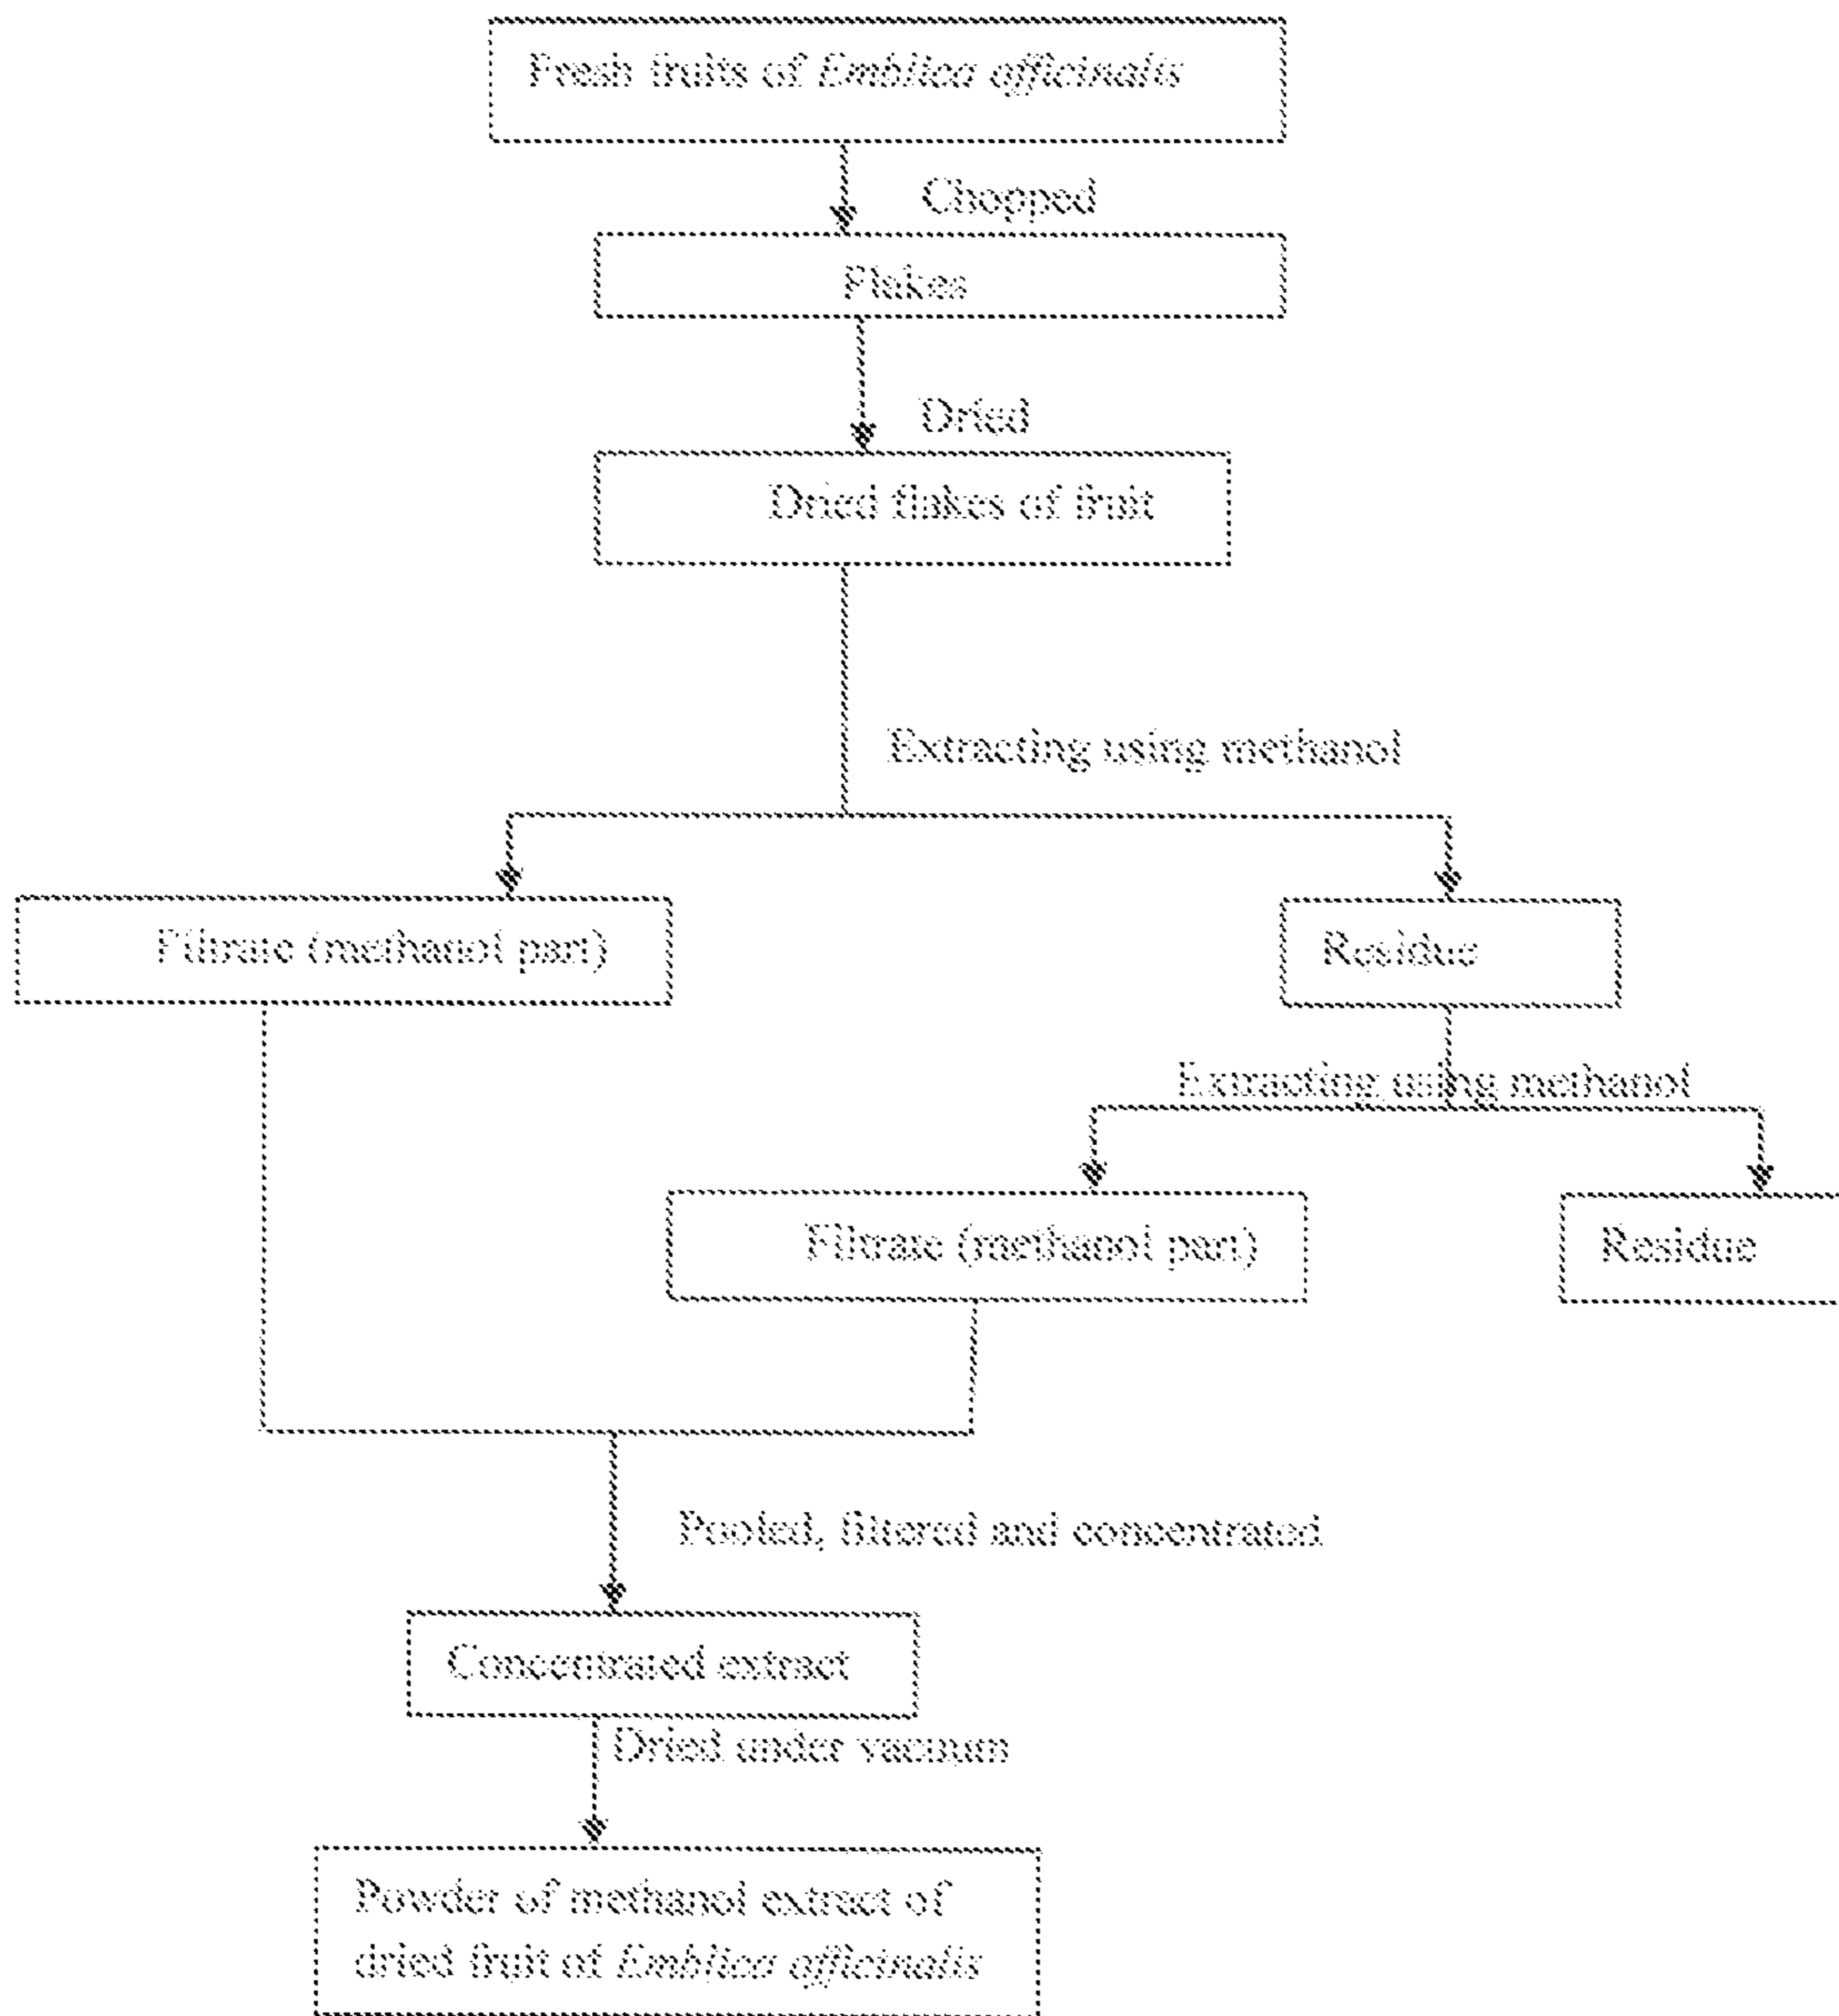 Fresh fruits of Emblica officinalis
Chopped
Flakes
Dried
Dried flakes of fruit
Extracting using methanol
Filtrate (methanol part)
Residue
Extracting using methanol
Filtrate (methanol part)
Residue
Pooled, filtered and concentrated
Concentrated extract
Dried under vacuum
Powder of methanol extract of
dried fruit of Emblica officinalis